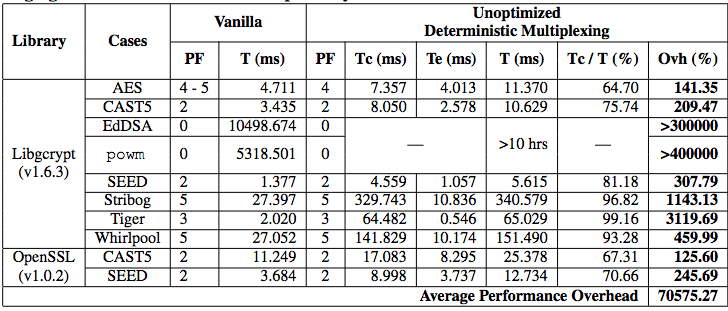 Library Cases Vanilla Unoptimized Deterministic Multiplexing
PF T (ms) PF Tc (ms) Te (ms) T (ms) Tc / T (%) Ovh (%)
Libgcrypt (v1.6.3) AES 4 - 5 4.711 4 7.357 4.013 11.370 64.70 141.35
CAST5 2 3.435 2 8.050 2.578 10.629 75.74 209.47
EdDSA 0 10498.674 0 — >10 hrs — >300000
powm 0 5318.501 0 >400000
SEED 2 1.377 2 4.559 1.057 5.615 81.18 307.79
Stribog 5 27.397 5 329.743 10.836 340.579 96.82 1143.13
Tiger 3 2.020 3 64.482 0.546 65.029 99.16 3119.69
Whirlpool 5 27.052 5 141.829 10.174 151.490 93.28 459.99
OpenSSL (v1.0.2) CAST5 2 11.249 2 17.083 8.295 25.378 67.31 125.60
SEED 2 3.684 2 8.998 3.737 12.734 70.66 245.69
Average Performance Overhead 70575.27